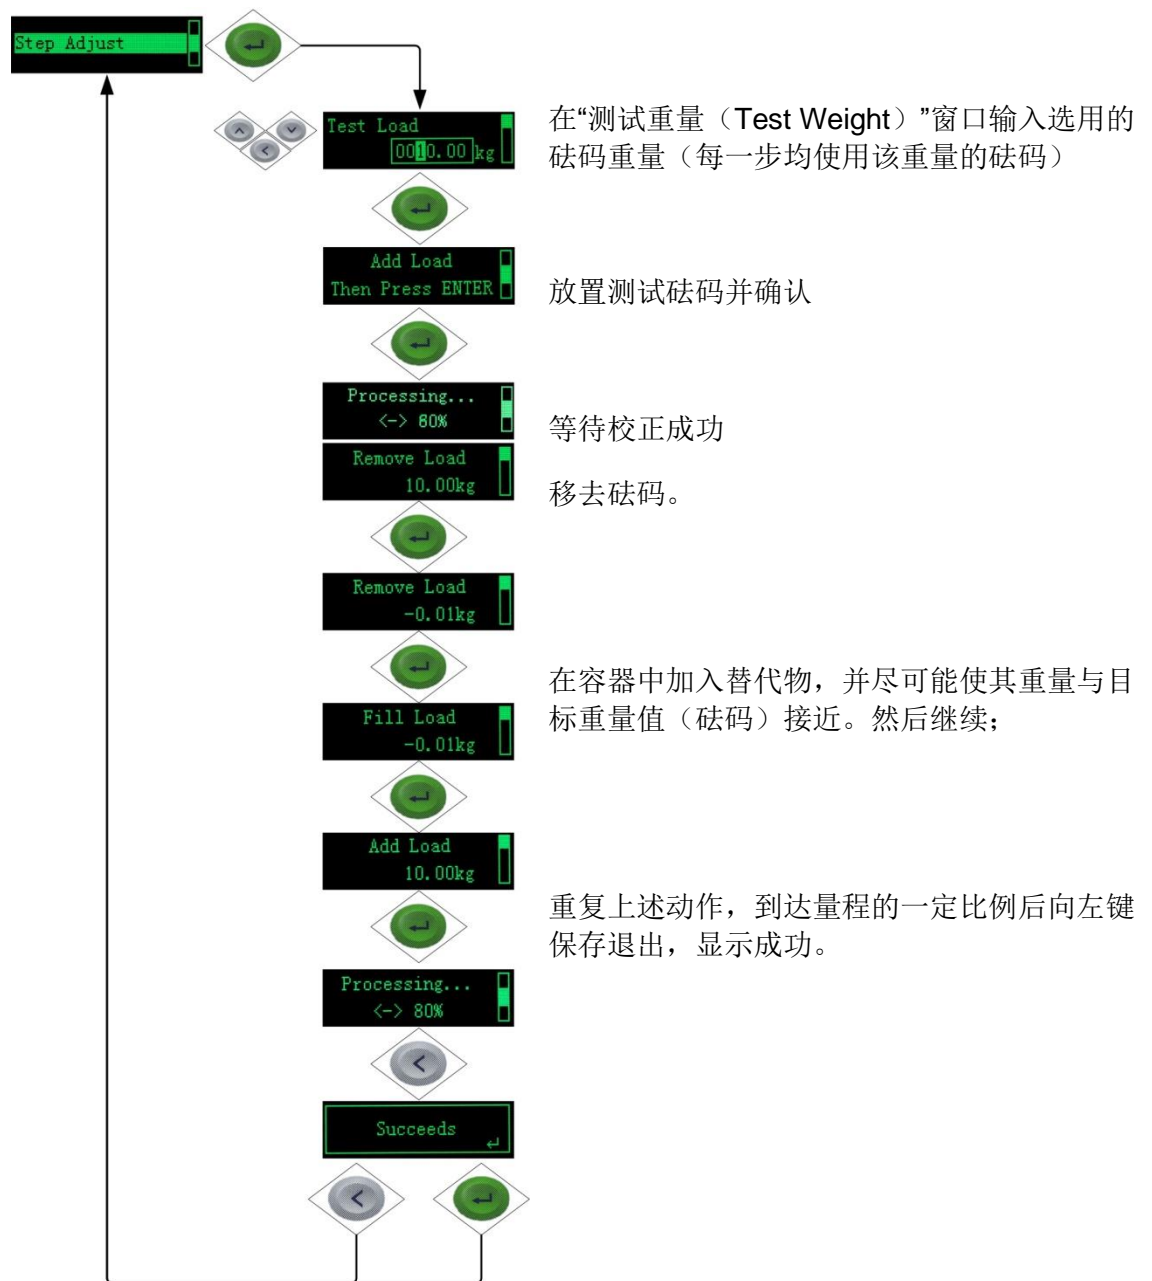 Step Adjust
Test Load
0010.00 kg
在“测试重量（Test Weight）”窗口输入选用的
砝码重量（每一步均使用该重量的砝码）
Add Load
Then Press ENTER
放置测试砝码并确认
Processing...
<-> 80%
等待校正成功
Remove Load
10.00kg
移去砝码。
Remove Load
-0.01kg
在容器中加入替代物，并尽可能使其重量与目
标重量值（砝码）接近。然后继续；
Fill Load
-0.01kg
Add Load
10.00kg
重复上述动作，到达量程的一定比例后向左键
保存退出，显示成功。
Processing...
<-> 80%
Succeeds